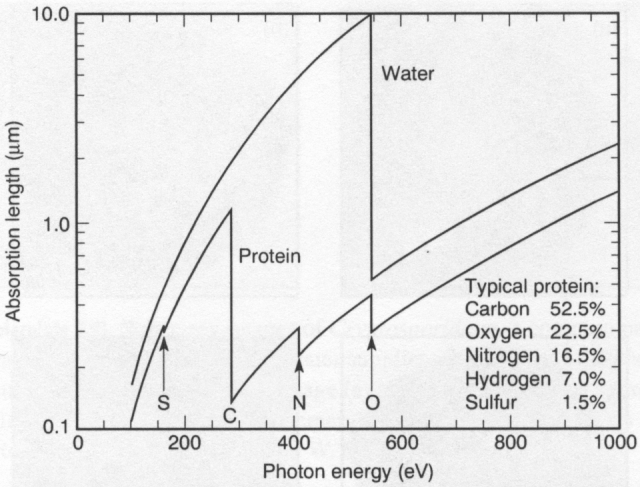 10.0
Water
Absorption length (μm)
1.0
Protein
Typical protein:
Carbon 52.5%
Oxygen 22.5%
Nitrogen 16.5%
Hydrogen 7.0%
Sulfur 1.5%
S C N O
0.1
0 200 400 600 800 1000
Photon energy (eV)